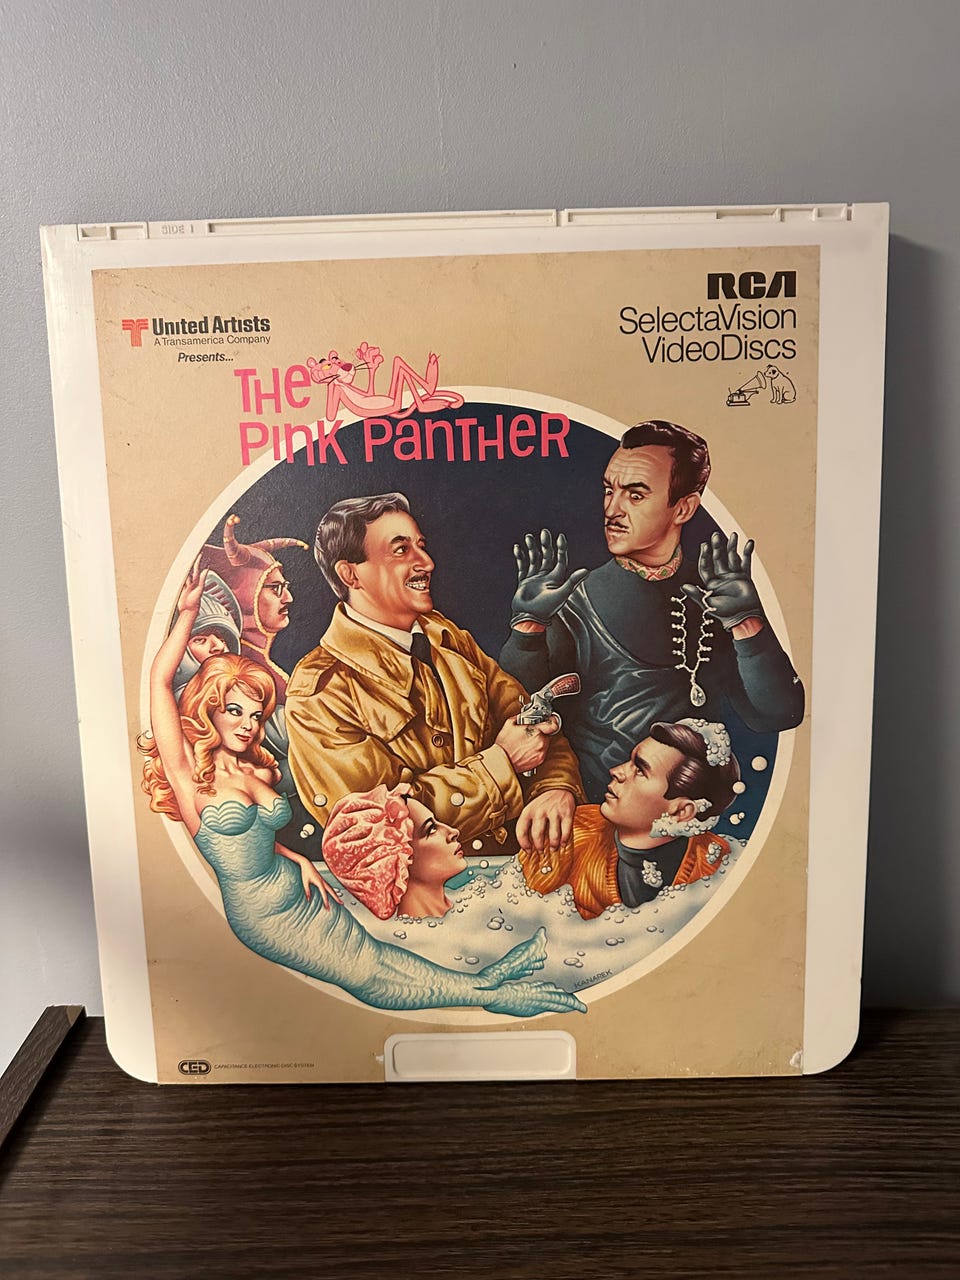 SIDE 1
RCA
SelectaVision
VideoDiscs
United Artists
A Transamerica Company
Presents...
THE
PINK PANTHER
KANAREK
CED CAPACITANCE ELECTRONIC DISC SYSTEM